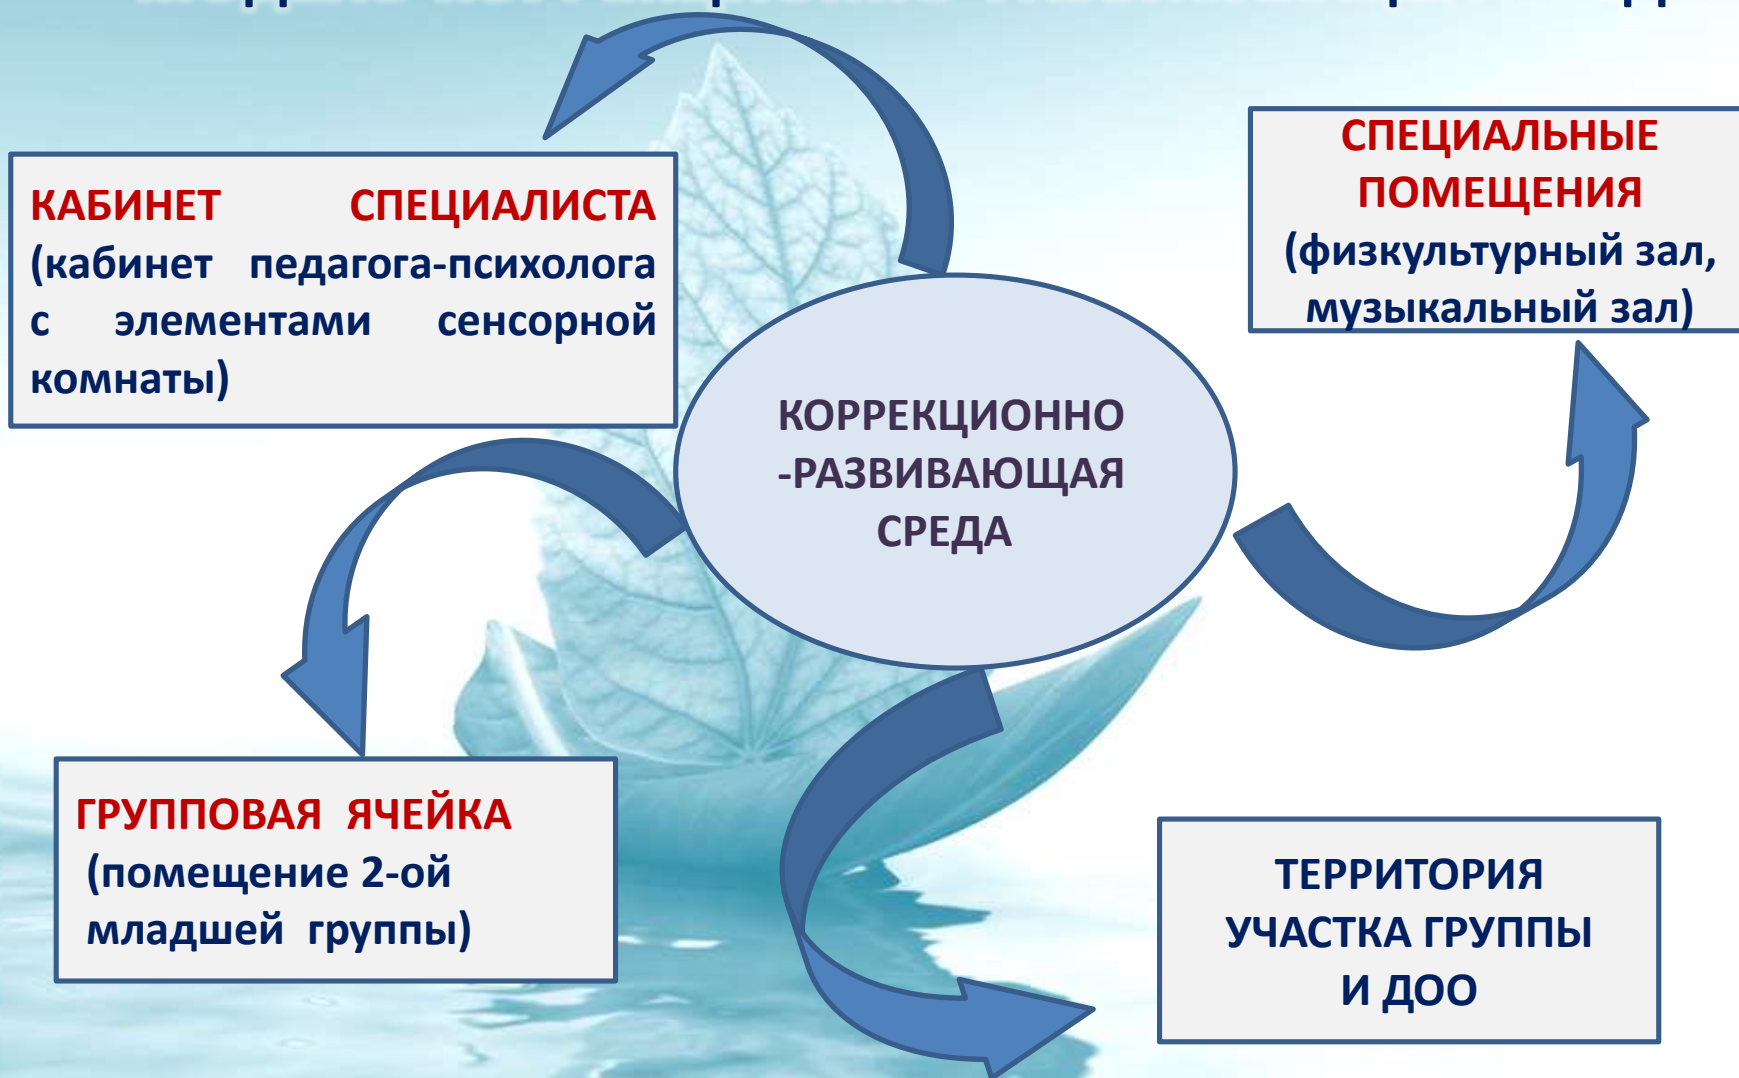 КАБИНЕТ СПЕЦИАЛИСТА
(кабинет педагога-психолога
с элементами сенсорной
комнаты)
СПЕЦИАЛЬНЫЕ
ПОМЕЩЕНИЯ
(физкультурный зал,
музыкальный зал)
КОРРЕКЦИОННО
-РАЗВИВАЮЩАЯ
СРЕДА
ГРУППОВАЯ ЯЧЕЙКА
(помещение 2-ой
младшей группы)
ТЕРРИТОРИЯ
УЧАСТКА ГРУППЫ
И ДОО